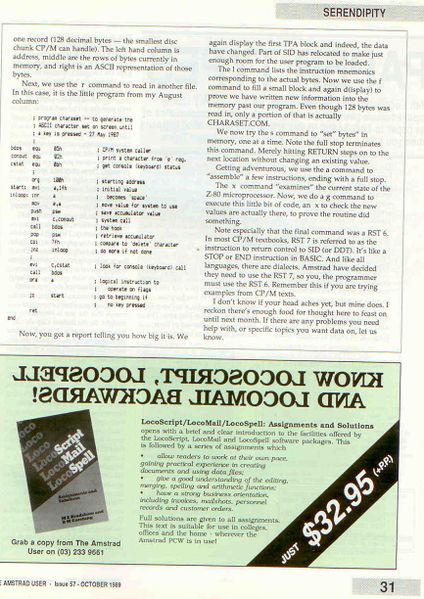 SERENDIPITY
one record (128 decimal bytes — the smallest disc
chunk CP/M can handle). The left hand column is
address, middle are the rows of bytes currently in
memory, and right is an ASCII representation of those
bytes.
Next, we use the r command to read in another file.
In this case, it is the little program from my August
column:
; program charaset -- to generate the
; ASCII character set on screen until
; a key is pressed - 27 May 1987
;
bdos equ 05h ; CP/M system caller
conout equ 02h ; print a character from 'e' reg.
cstat equ 0bh ; get console (keyboard) status
;
org 100h ; starting address
start: mvi a,1fh ; initial value
inloop: inr a ; becomes 'space'
mov e,a ; move value for system to use
push psw ; save accumulator value
mvi c,conout ; system call
call bdos ; the hook
pop psw ; retrieve accumulator
cpi 7fh ; compare to 'delete' character
jnz inloop ; do more if not done
;
mvi c,cstat ; look for console (keyboard) call
call bdos
ora a ; logical instruction to
; operate on flags
jz start ; go to beginning if
; no key pressed
ret
end
Now, you get a report telling you how big it is. We
again display the first TPA block and indeed, the data
have changed. Part of SID has relocated to make just
enough room for the user program to be loaded.
The l command lists the instruction mnemonics
corresponding to the actual bytes. Now we use the f
command to fill a small block and again d(isplay) to
prove we have written new information into the
memory past our program. Even though 128 bytes was
read in, only a portion of that is actually
CHARASET.COM.
We now try the s command to "set" bytes in
memory, one at a time. Note the full stop terminates
this command. Merely hitting RETURN steps on to the
next location without changing an existing value.
Getting adventurous, we use the a command to
"assemble" a few instructions, ending with a full stop.
The x command "examines" the current state of the
Z-80 microprocessor. Now, we do a g command to
execute this little bit of code, an x to check the new
values are actually there, to prove the routine did
something.
Note especially that the final command was a RST 6.
In most CP/M textbooks, RST 7 is referred to as the
instruction to return control to SID (or DDT). It's like a
STOP or END instruction in BASIC. And like all
languages, there are dialects. Amstrad have decided
they need to use the RST 7, so you, the programmer
must use the RST 6. Remember this if you are trying
examples from CP/M texts.
I don't know if your head aches yet, but mine does. I
reckon there's enough food for thought here to feast on
until next month. If there are any problems you need
help with, or specific topics you want data on, let us
know.
KNOW LOCOSCRIPT, LOCOSPELL
AND LOCOMAIL BACKWARDS!
LocoScript
LocoMail
LocoSpell
Assignments and
Solutions
LocoScript/LocoMail/LocoSpell: Assignments and Solutions
opens with a brief and clear introduction to the facilities offered by
the LocoScript, LocoMail and LocoSpell software packages. This
is followed by a series of assignments which
• allow readers to work at their own pace,
gaining practical experience in creating
documents and using data files;
• give a good understanding of the editing,
merging, spelling and arithmetic functions;
• have a strong business orientation,
including invoices, mailshots, personnel
records and customer orders.
Full solutions are given to all assignments.
This text is suitable for use in colleges,
offices and the home - wherever the
Amstrad PCW is in use!
JUST $32.95 (+P.P.)
Grab a copy from The Amstrad
User on (03) 233 9661
E AMSTRAD USER - Issue 57 - OCTOBER 1989
31